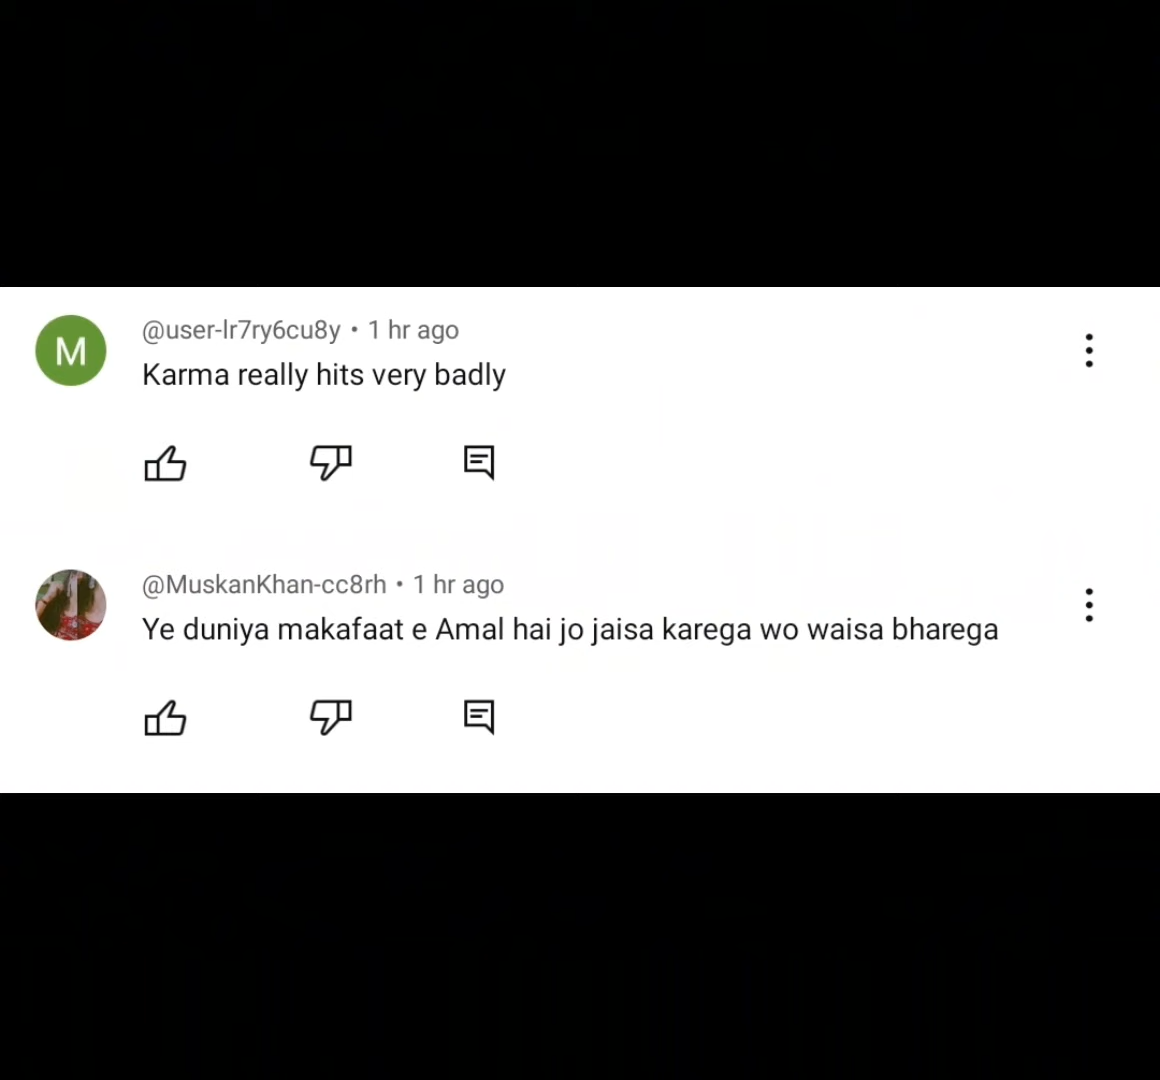 M
@user-lr7ry6cu8y • 1 hr ago
Karma really hits very badly
@MuskanKhan-cc8rh • 1 hr ago
Ye duniya makafaat e Amal hai jo jaisa karega wo waisa bharega